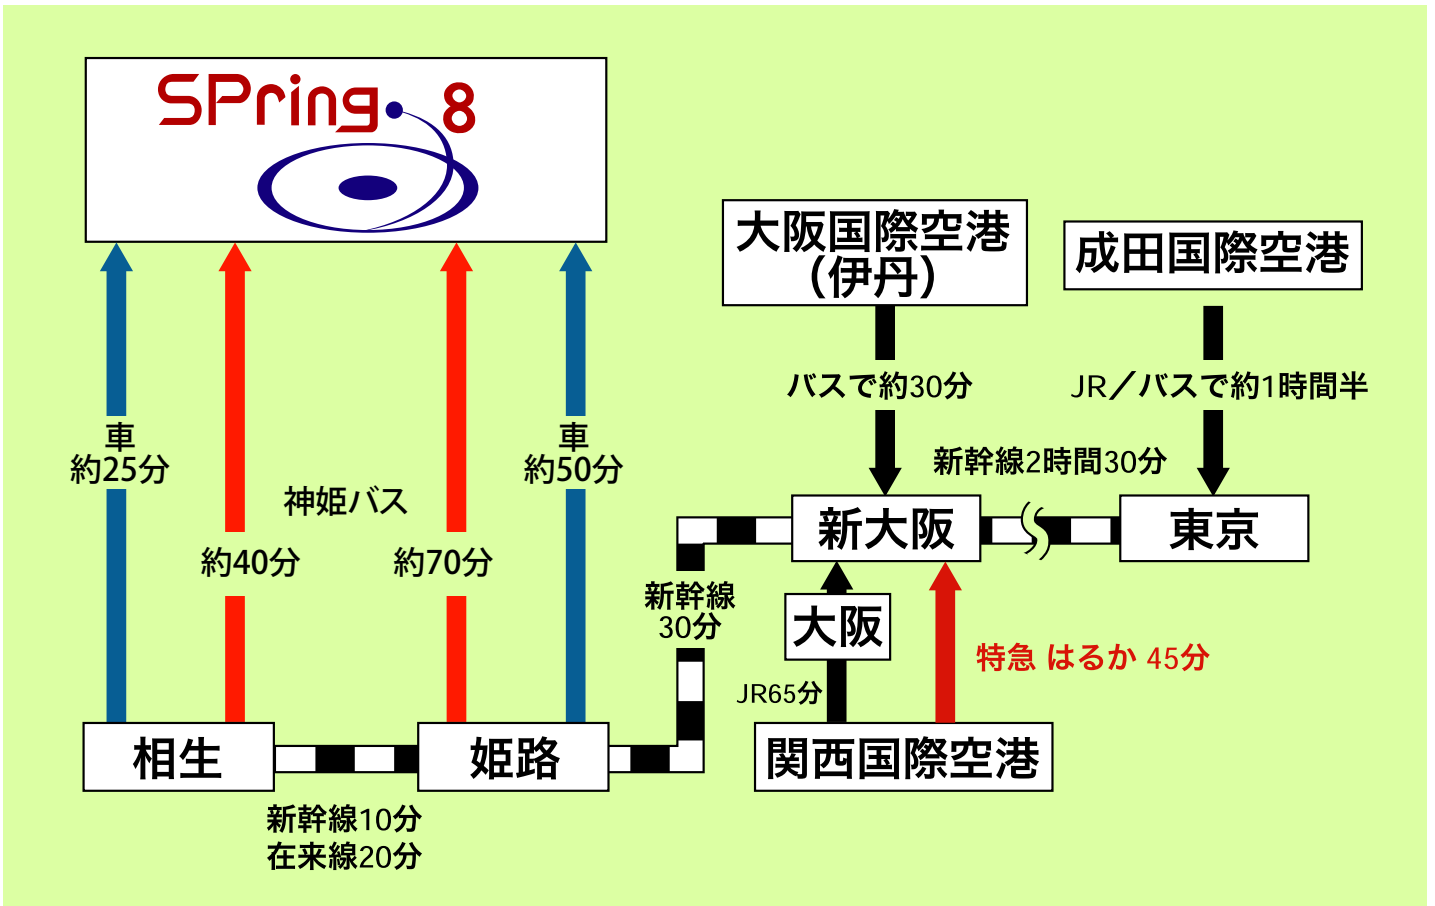 SPring-8
大阪国際空港
(伊丹)
成田国際空港
バスで約30分
JR／バスで約1時間半
車
約25分
車
約50分
神姫バス
新幹線2時間30分
約40分
約70分
新大阪
東京
新幹線
30分
大阪
特急 はるか 45分
JR65分
相生
姫路
関西国際空港
新幹線10分
在来線20分